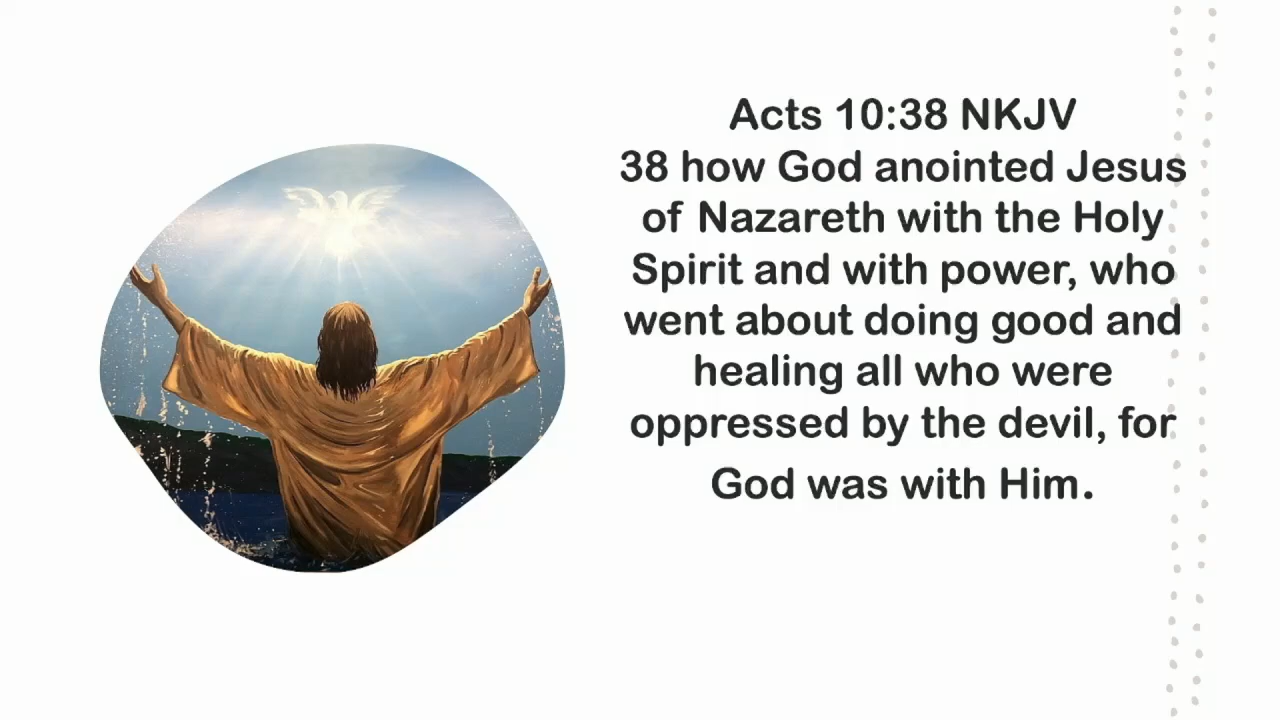 Acts 10:38 NKJV
38 how God anointed Jesus
of Nazareth with the Holy
Spirit and with power, who
went about doing good and
healing all who were
oppressed by the devil, for
God was with Him.